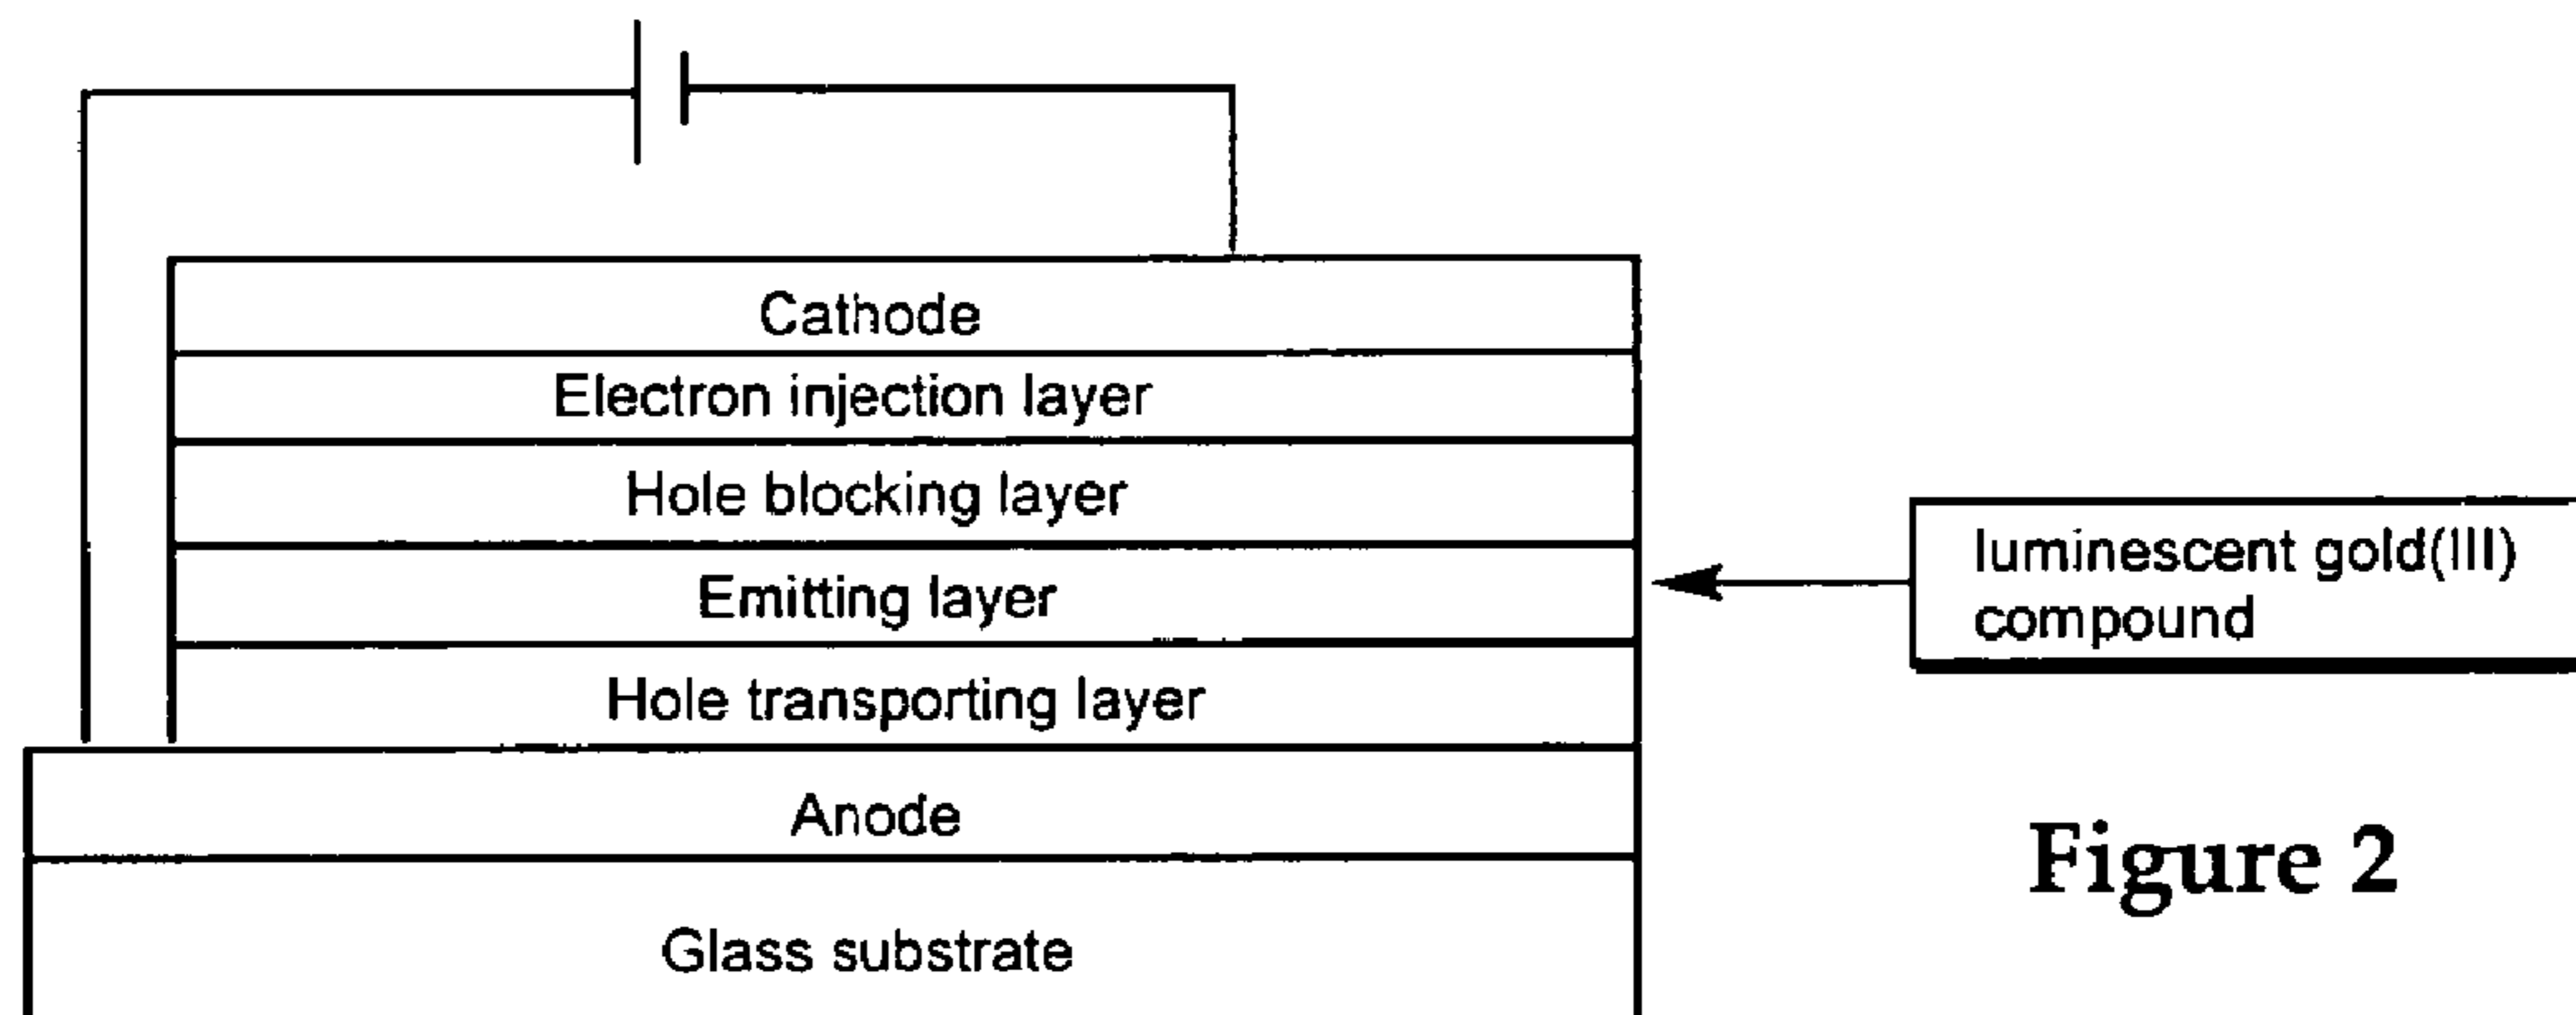 Cathode
Electron injection layer
Hole blocking layer
Emitting layer
Hole transporting layer
Anode
Glass substrate
luminescent gold(III)
compound
Figure 2